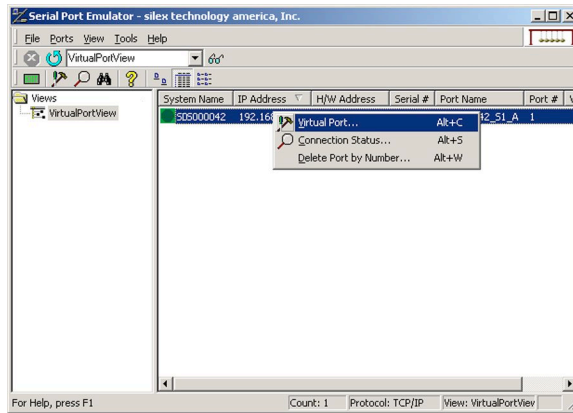 Serial Port Emulator - silex technology america, Inc.
File Ports View Tools Help
VirtualPortView
Views
VirtualPortView
System Name IP Address H/W Address Serial # Port Name Port #
SDS000042 192.168 42_S1_A 1
Virtual Port... Alt+C
Connection Status... Alt+S
Delete Port by Number... Alt+W
For Help, press F1 Count: 1 Protocol: TCP/IP View: VirtualPortView